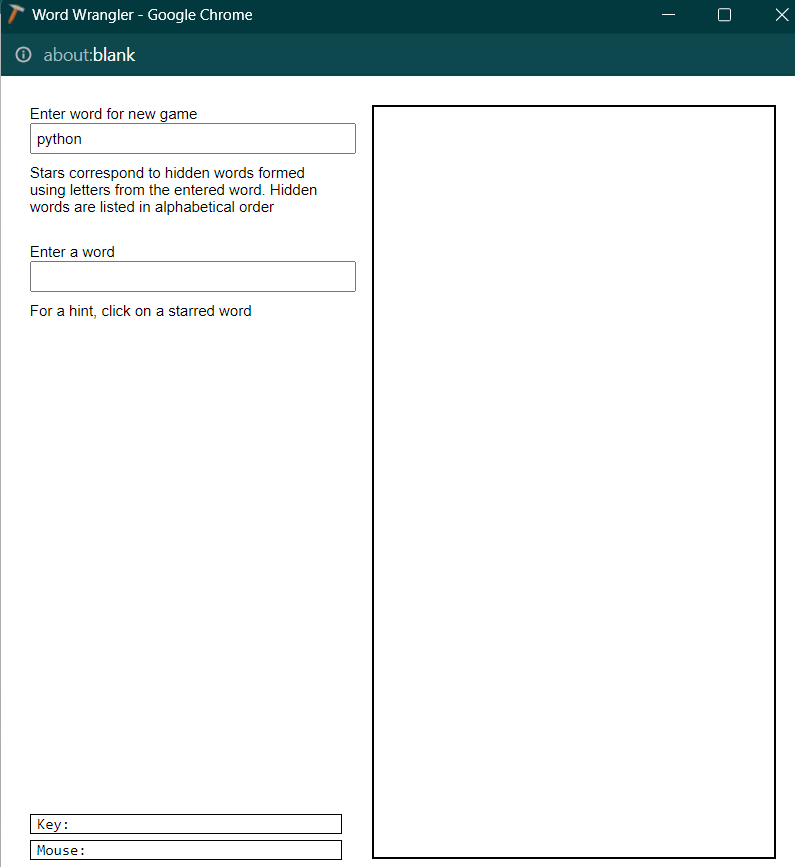 Word Wrangler - Google Chrome
about:blank
Enter word for new game
python
Stars correspond to hidden words formed
using letters from the entered word. Hidden
words are listed in alphabetical order
Enter a word
For a hint, click on a starred word
Key:
Mouse: